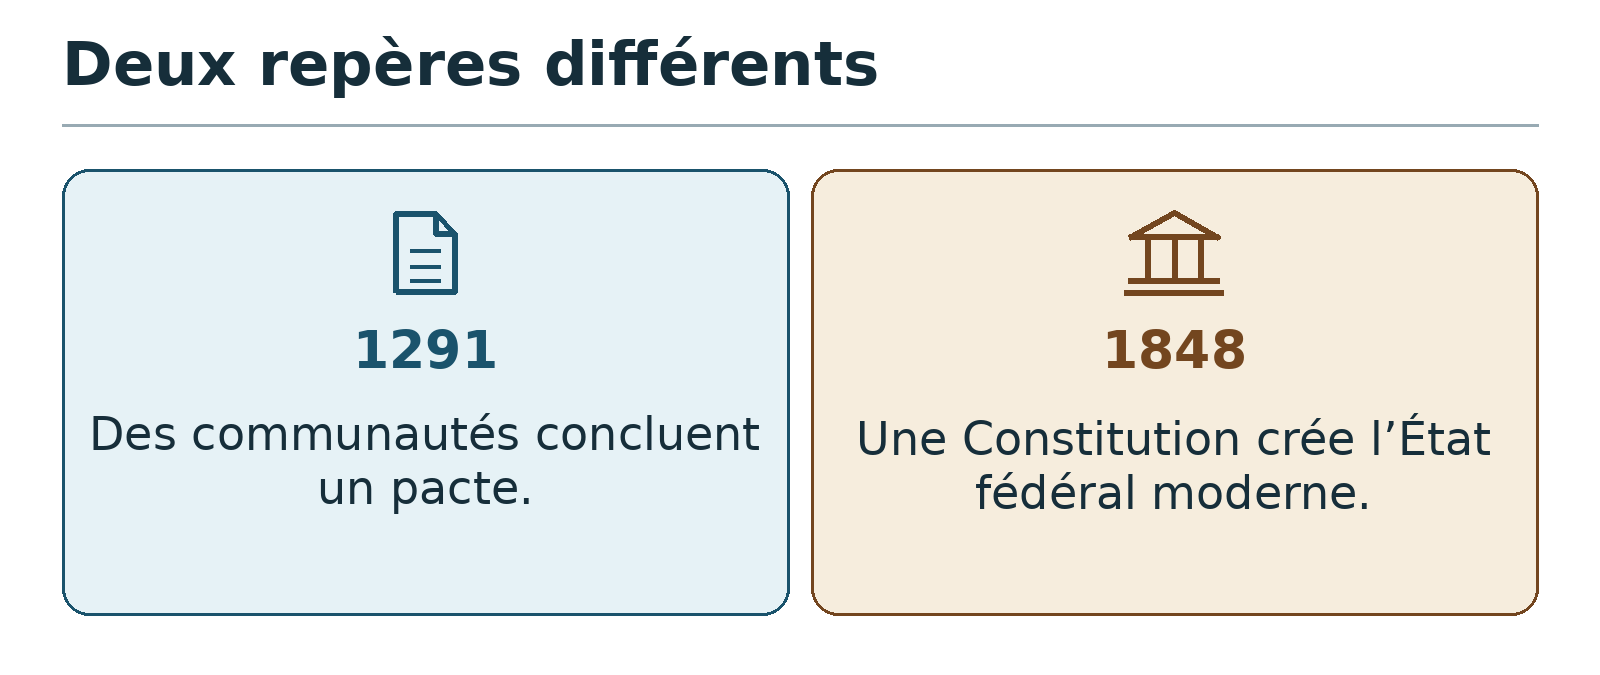 Deux repères différents
1291
Des communautés concluent
un pacte.
1848
Une Constitution crée l’État
fédéral moderne.